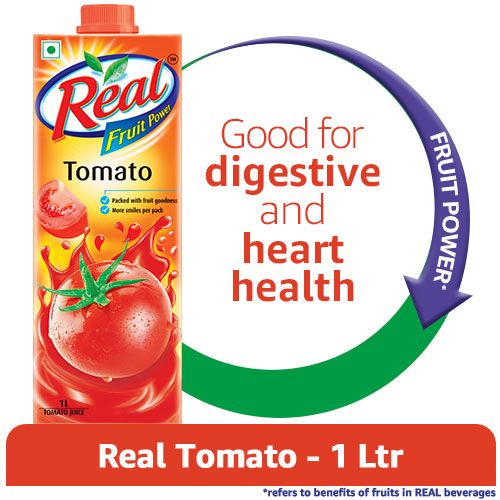 Real
™
Fruit Power
Tomato
Packed with fruit goodness
More smiles per pack
1L
TOMATO JUICE
Good for
digestive
and
heart
health
FRUIT POWER*
Real Tomato - 1 Ltr
*refers to benefits of fruits in REAL beverages